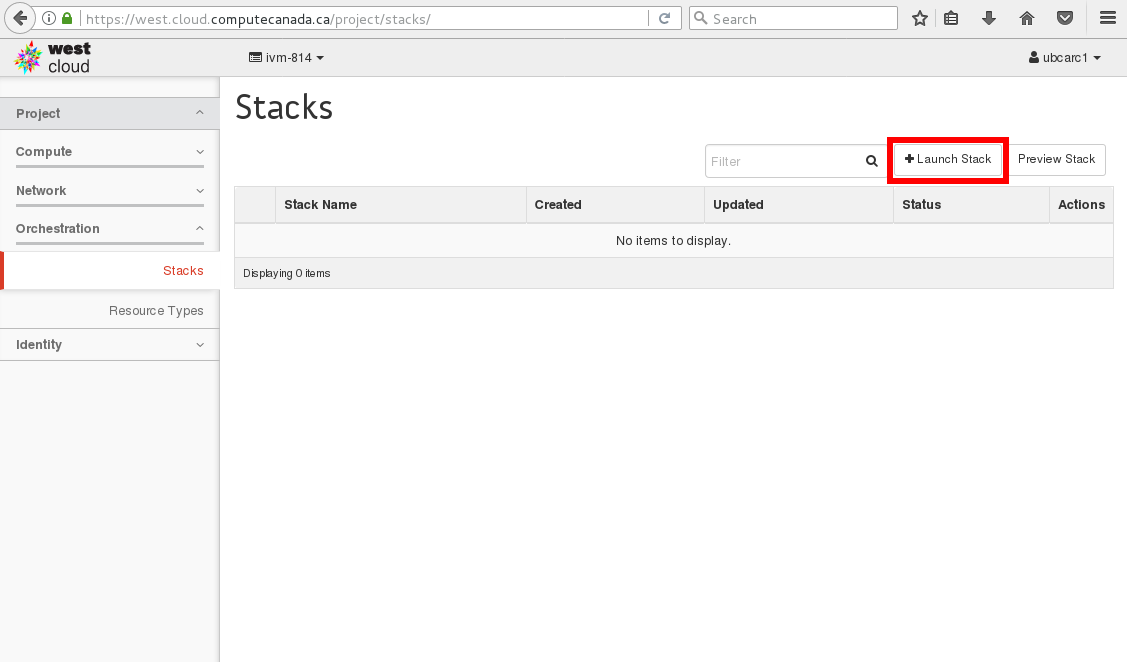 https://west.cloud.computecanada.ca/project/stacks/
Search
west
cloud
ivm-814
ubcarc1
Project
Compute
Network
Orchestration
Stacks
Resource Types
Identity
Stacks
Filter
Launch Stack
Preview Stack
Stack Name Created Updated Status Actions
No items to display.
Displaying 0 items